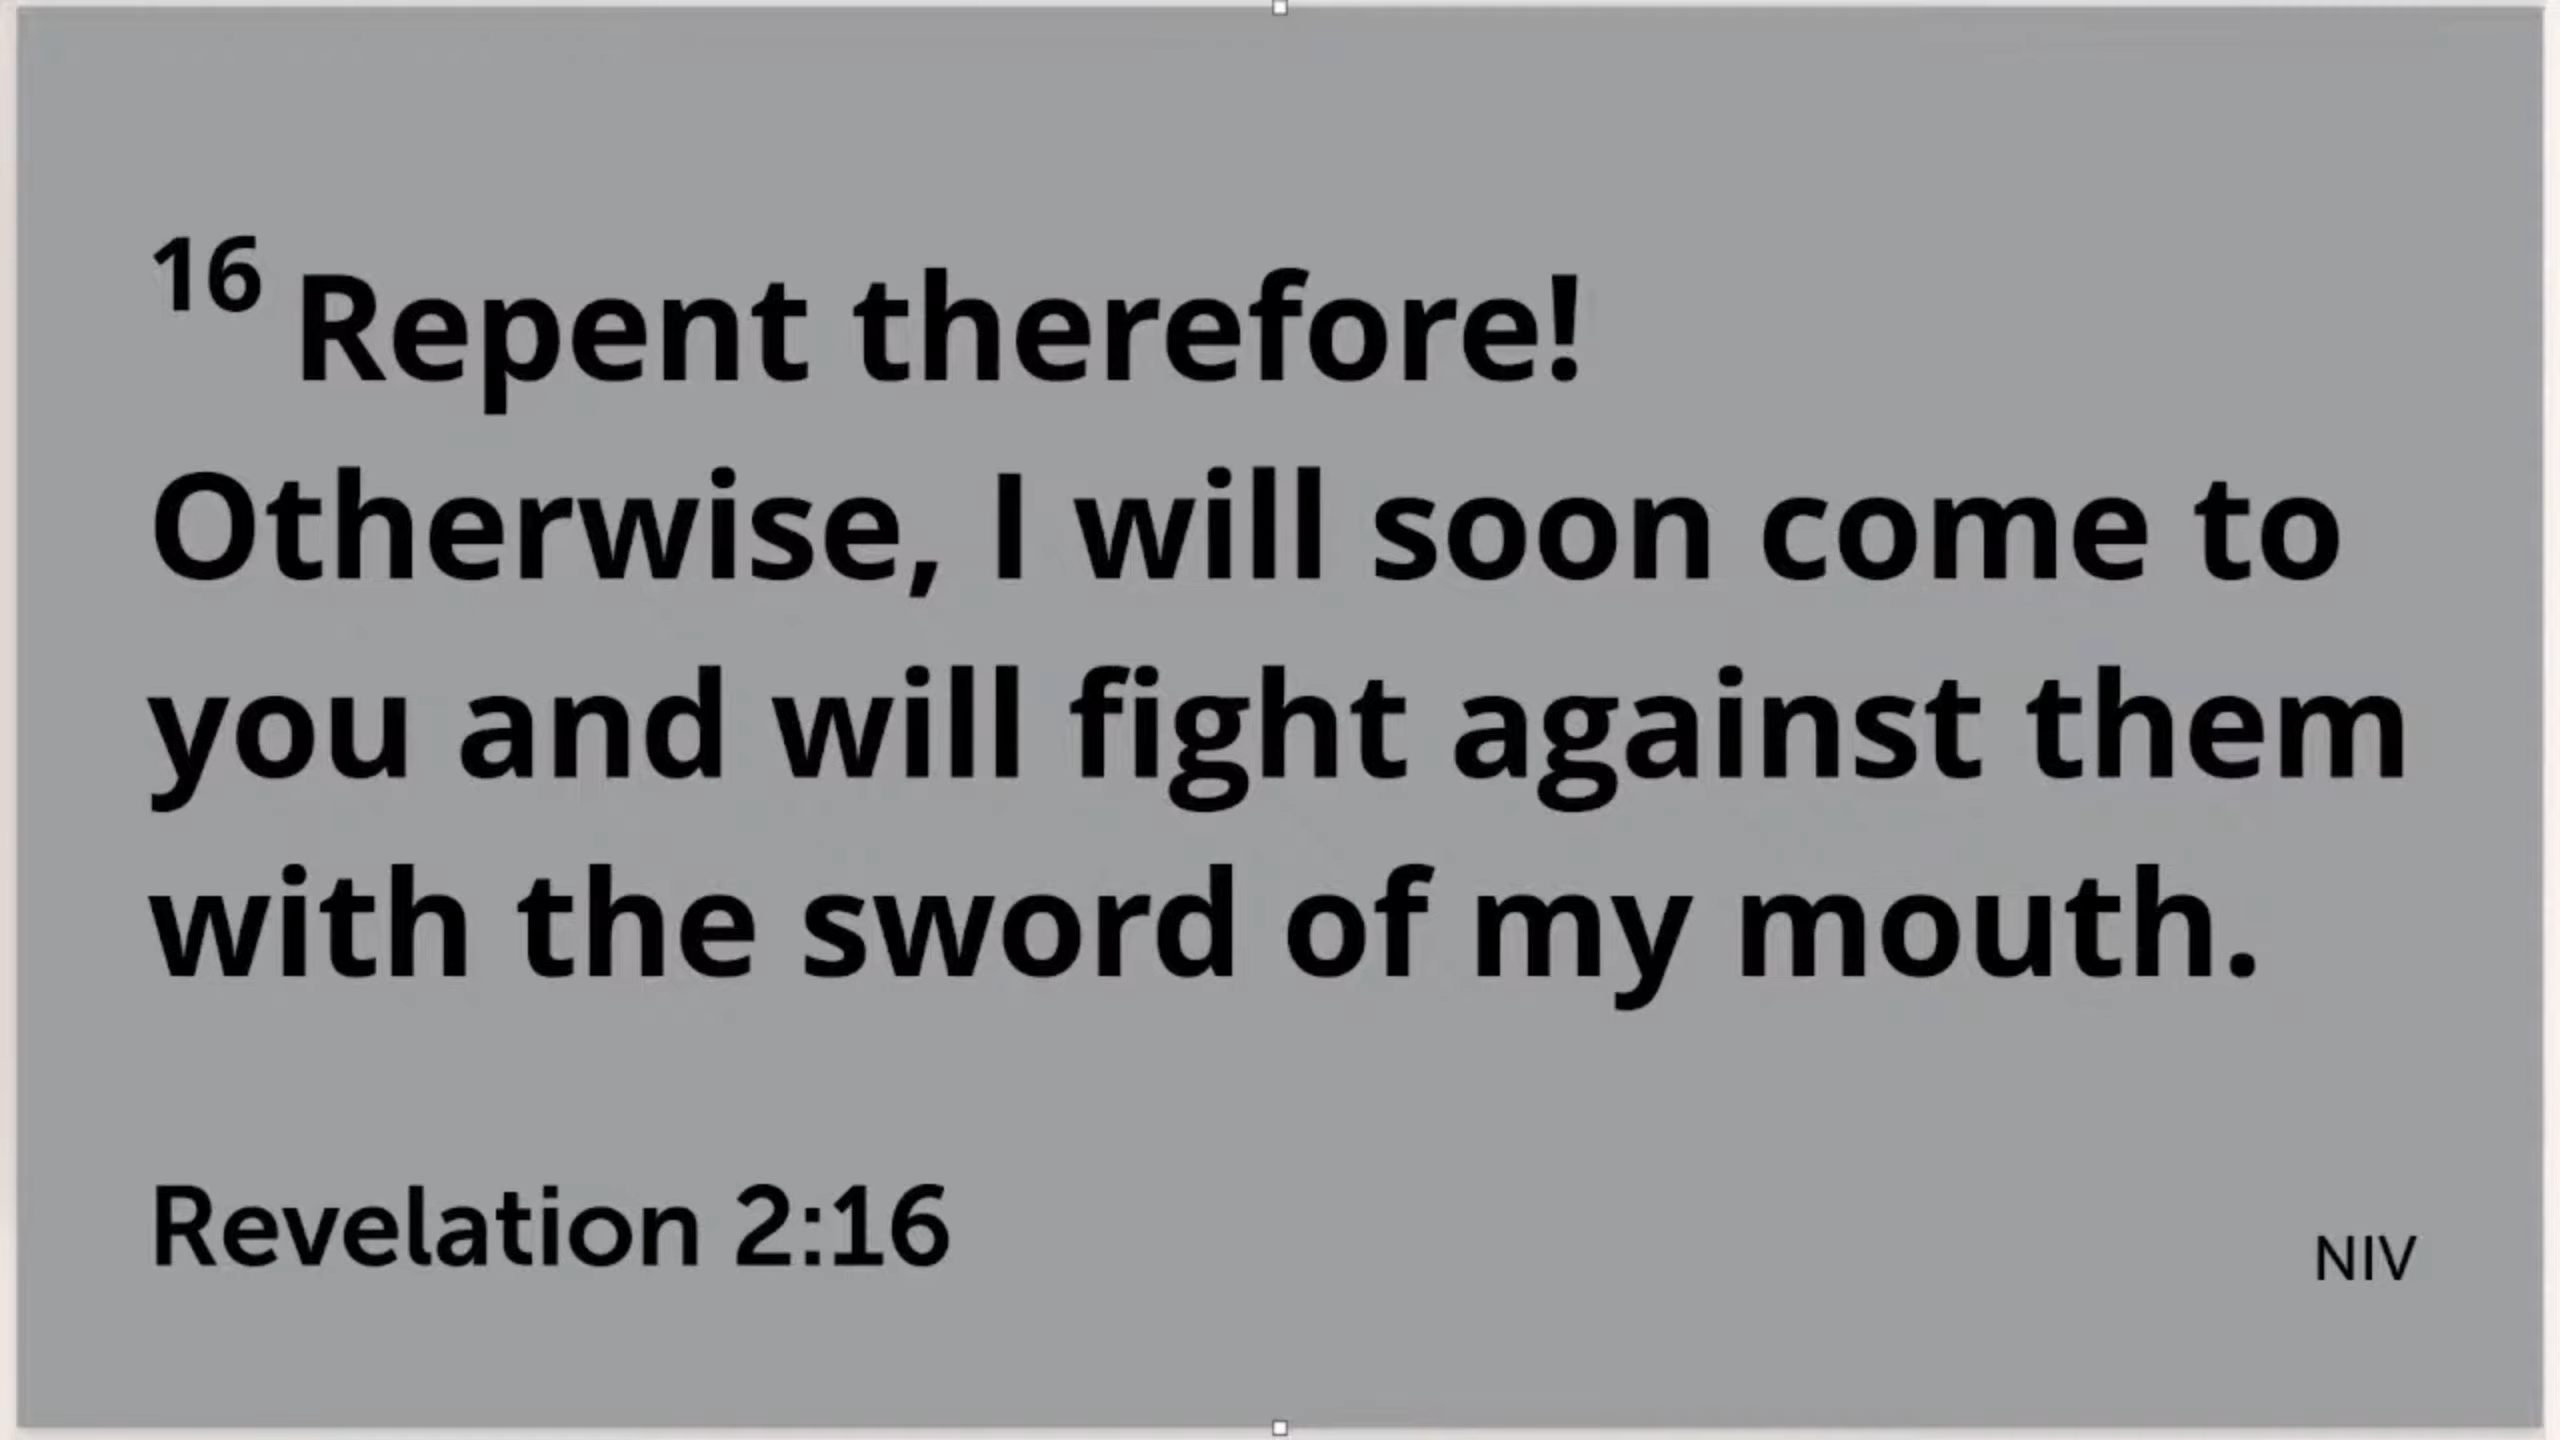 16 Repent therefore!
Otherwise, I will soon come to
you and will fight against them
with the sword of my mouth.
Revelation 2:16
NIV